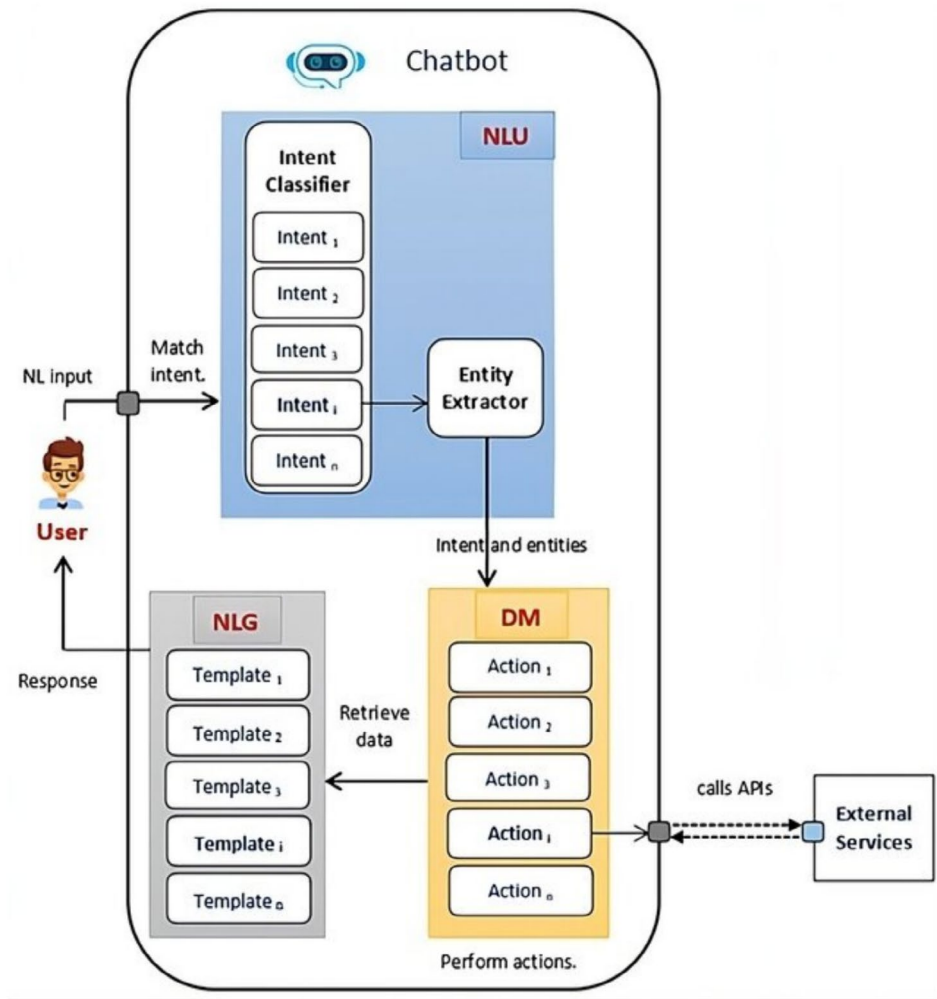 Chatbot
NLU
Intent
Classifier
Intent 1
Intent 2
Intent 3
Intent i
Intent n
Entity
Extractor
Match
intent.
NL input
User
Intent and entities
NLG
Template 1
Template 2
Template 3
Template i
Template n
Response
Retrieve
data
DM
Action 1
Action 2
Action 3
Action i
Action n
Perform actions.
calls APIs
External
Services